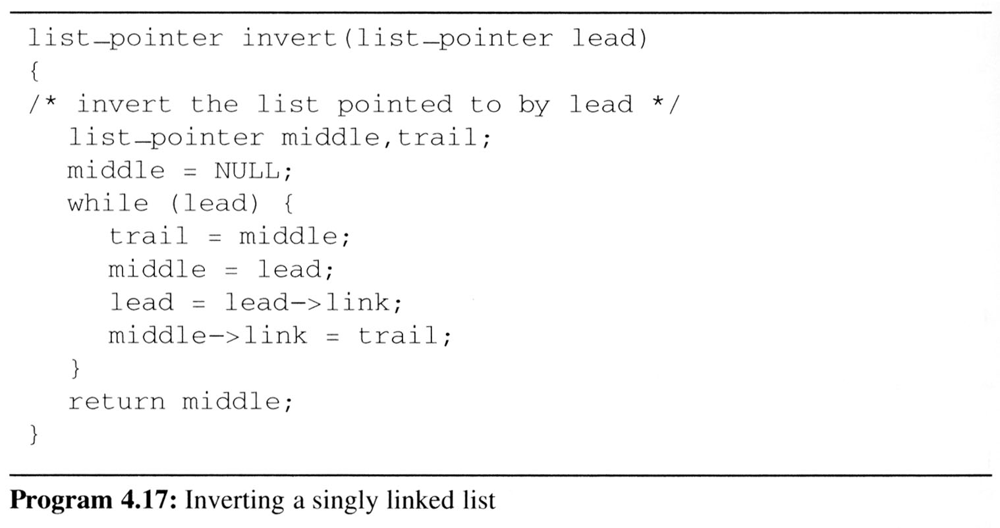 list_pointer invert(list_pointer lead)
{
/* invert the list pointed to by lead */
   list_pointer middle,trail;
   middle = NULL;
   while (lead) {
      trail = middle;
      middle = lead;
      lead = lead->link;
      middle->link = trail;
   }
   return middle;
}
Program 4.17: Inverting a singly linked list